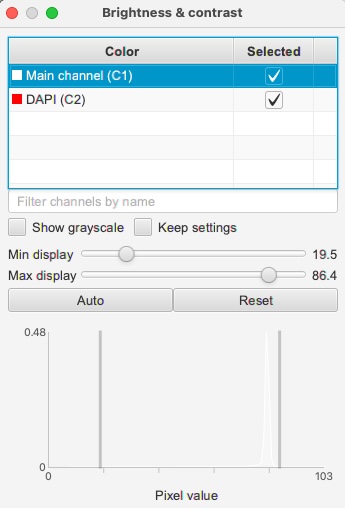 Brightness & contrast
Color Selected
Main channel (C1)
DAPI (C2)
Filter channels by name
Show grayscale Keep settings
Min display 19.5
Max display 86.4
Auto Reset
0.48
0
0 103
Pixel value